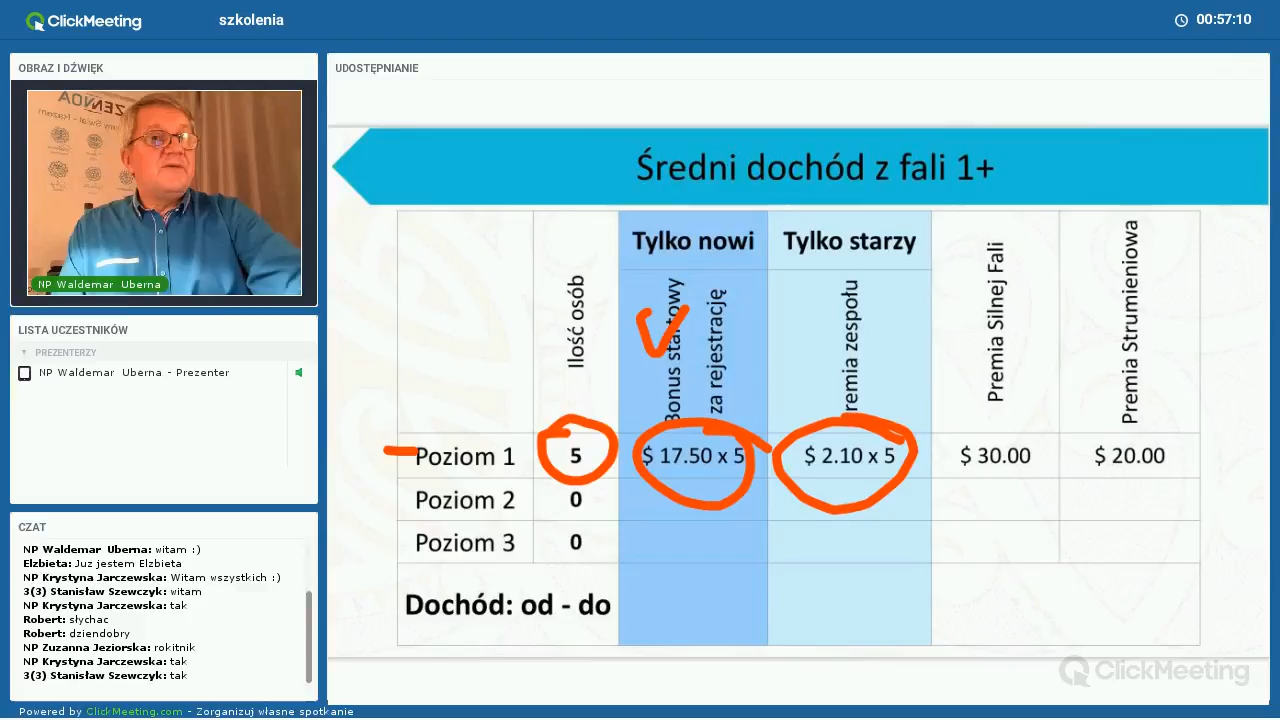 ClickMeeting
szkolenia
00:57:10
OBRAZ I DŹWIĘK
NP Waldemar Uberna
LISTA UCZESTNIKÓW
PREZENTERZY
NP Waldemar Uberna - Prezenter
CZAT
NP Waldemar Uberna: witam :)
Elzbieta: Juz jestem Elzbieta
NP Krystyna Jarczewska: Witam wszystkich :)
3(3) Stanisław Szewczyk: witam
NP Krystyna Jarczewska: tak
Robert: słychac
Robert: dziendobry
NP Zuzanna Jeziorska: rokitnik
NP Krystyna Jarczewska: tak
3(3) Stanisław Szewczyk: tak
UDOSTĘPNIANIE
Średni dochód z fali 1+
Tylko nowi Tylko starzy
Ilość osób
Bonus startowy
za rejestrację
remia zespołu
Premia Silnej Fali
Premia Strumieniowa
Poziom 1 5 $ 17.50 x 5 $ 2.10 x 5 $ 30.00 $ 20.00
Poziom 2 0
Poziom 3 0
Dochód: od - do
ClickMeeting
Powered by ClickMeeting.com - Zorganizuj własne spotkanie